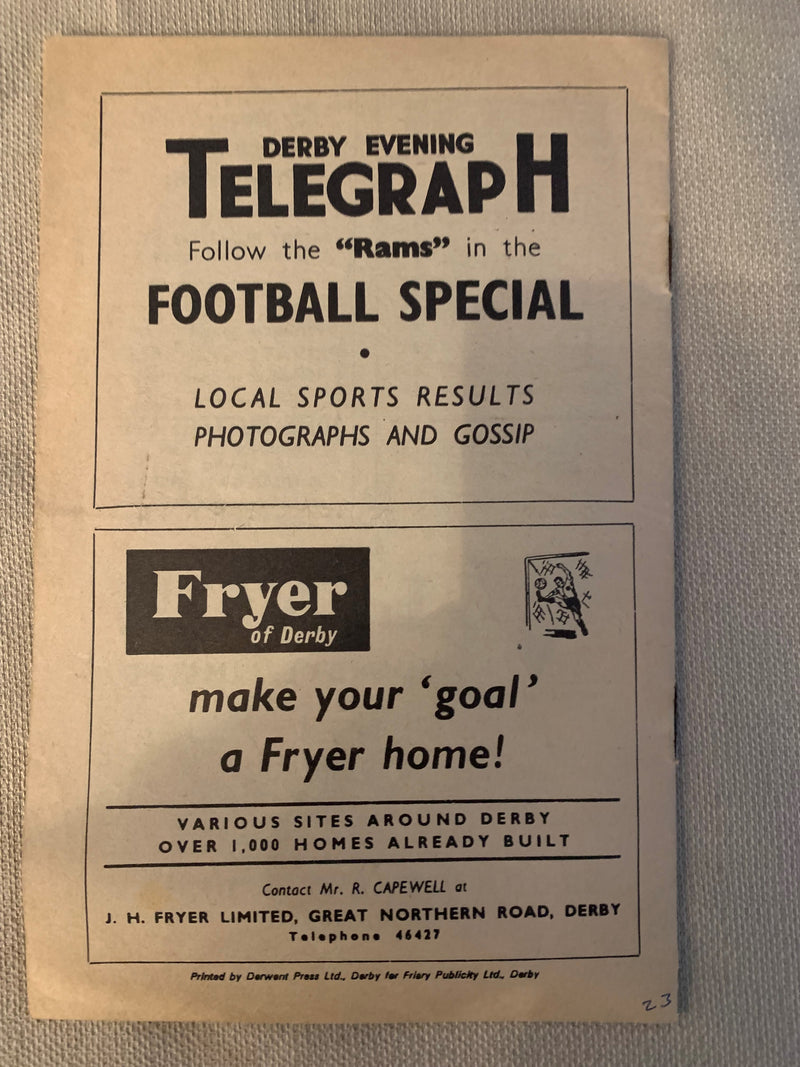 DERBY EVENING
TELEGRAPH
Follow the “Rams” in the
FOOTBALL SPECIAL
•
LOCAL SPORTS RESULTS
PHOTOGRAPHS AND GOSSIP
Fryer
of Derby
make your ‘goal’
a Fryer home!
VARIOUS SITES AROUND DERBY
OVER 1,000 HOMES ALREADY BUILT
Contact Mr. R. CAPEWELL at
J. H. FRYER LIMITED, GREAT NORTHERN ROAD, DERBY
Telephone 46427
Printed by Derwent Press Ltd., Derby for Friary Publicity Ltd., Derby
23